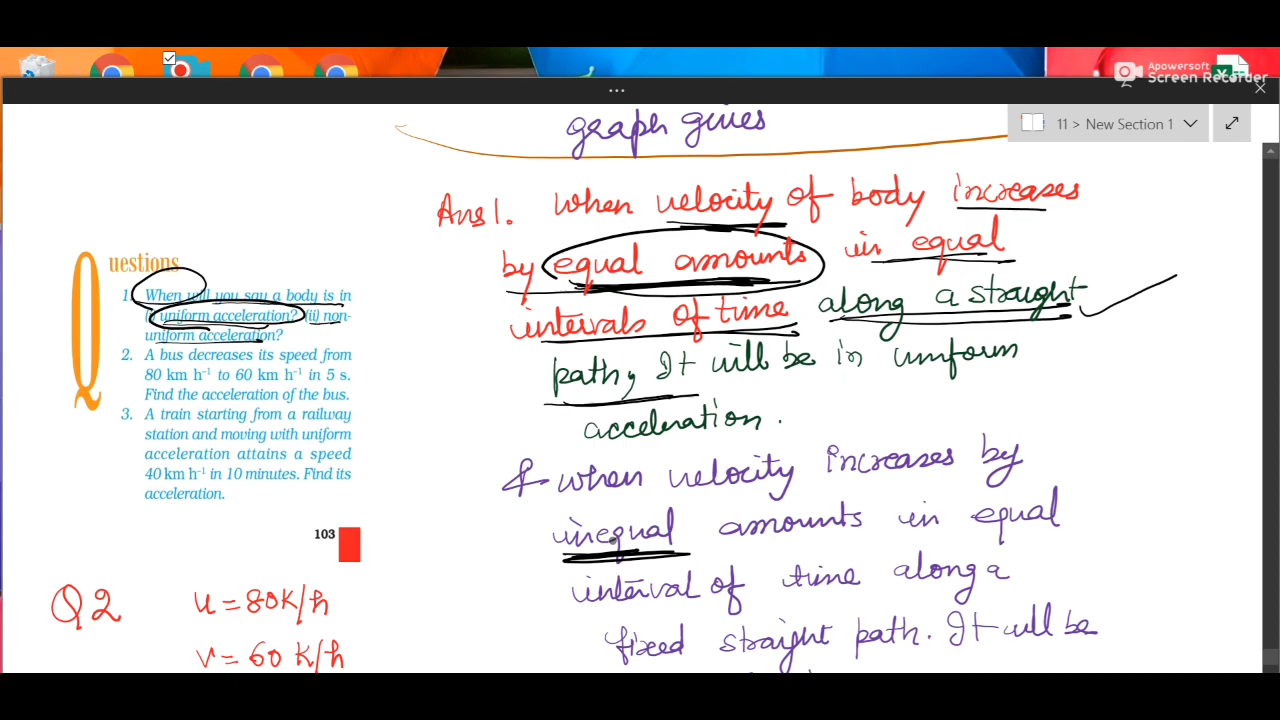 Apowersoft
Screen Recorder
11 > New Section 1
graph gives
Ans 1. When velocity of body increases
by equal amounts in equal
intervals of time along a straight
path, It will be in uniform
acceleration.
& when velocity increases by
inequal amounts in equal
interval of time along a
fixed straight path. It will be
Questions
1. When will you say a body is in
(i) uniform acceleration? (ii) non-
uniform acceleration?
2. A bus decreases its speed from
80 km h⁻¹ to 60 km h⁻¹ in 5 s.
Find the acceleration of the bus.
3. A train starting from a railway
station and moving with uniform
acceleration attains a speed
40 km h⁻¹ in 10 minutes. Find its
acceleration.
103
Q2 u = 80K/h
v = 60 K/h